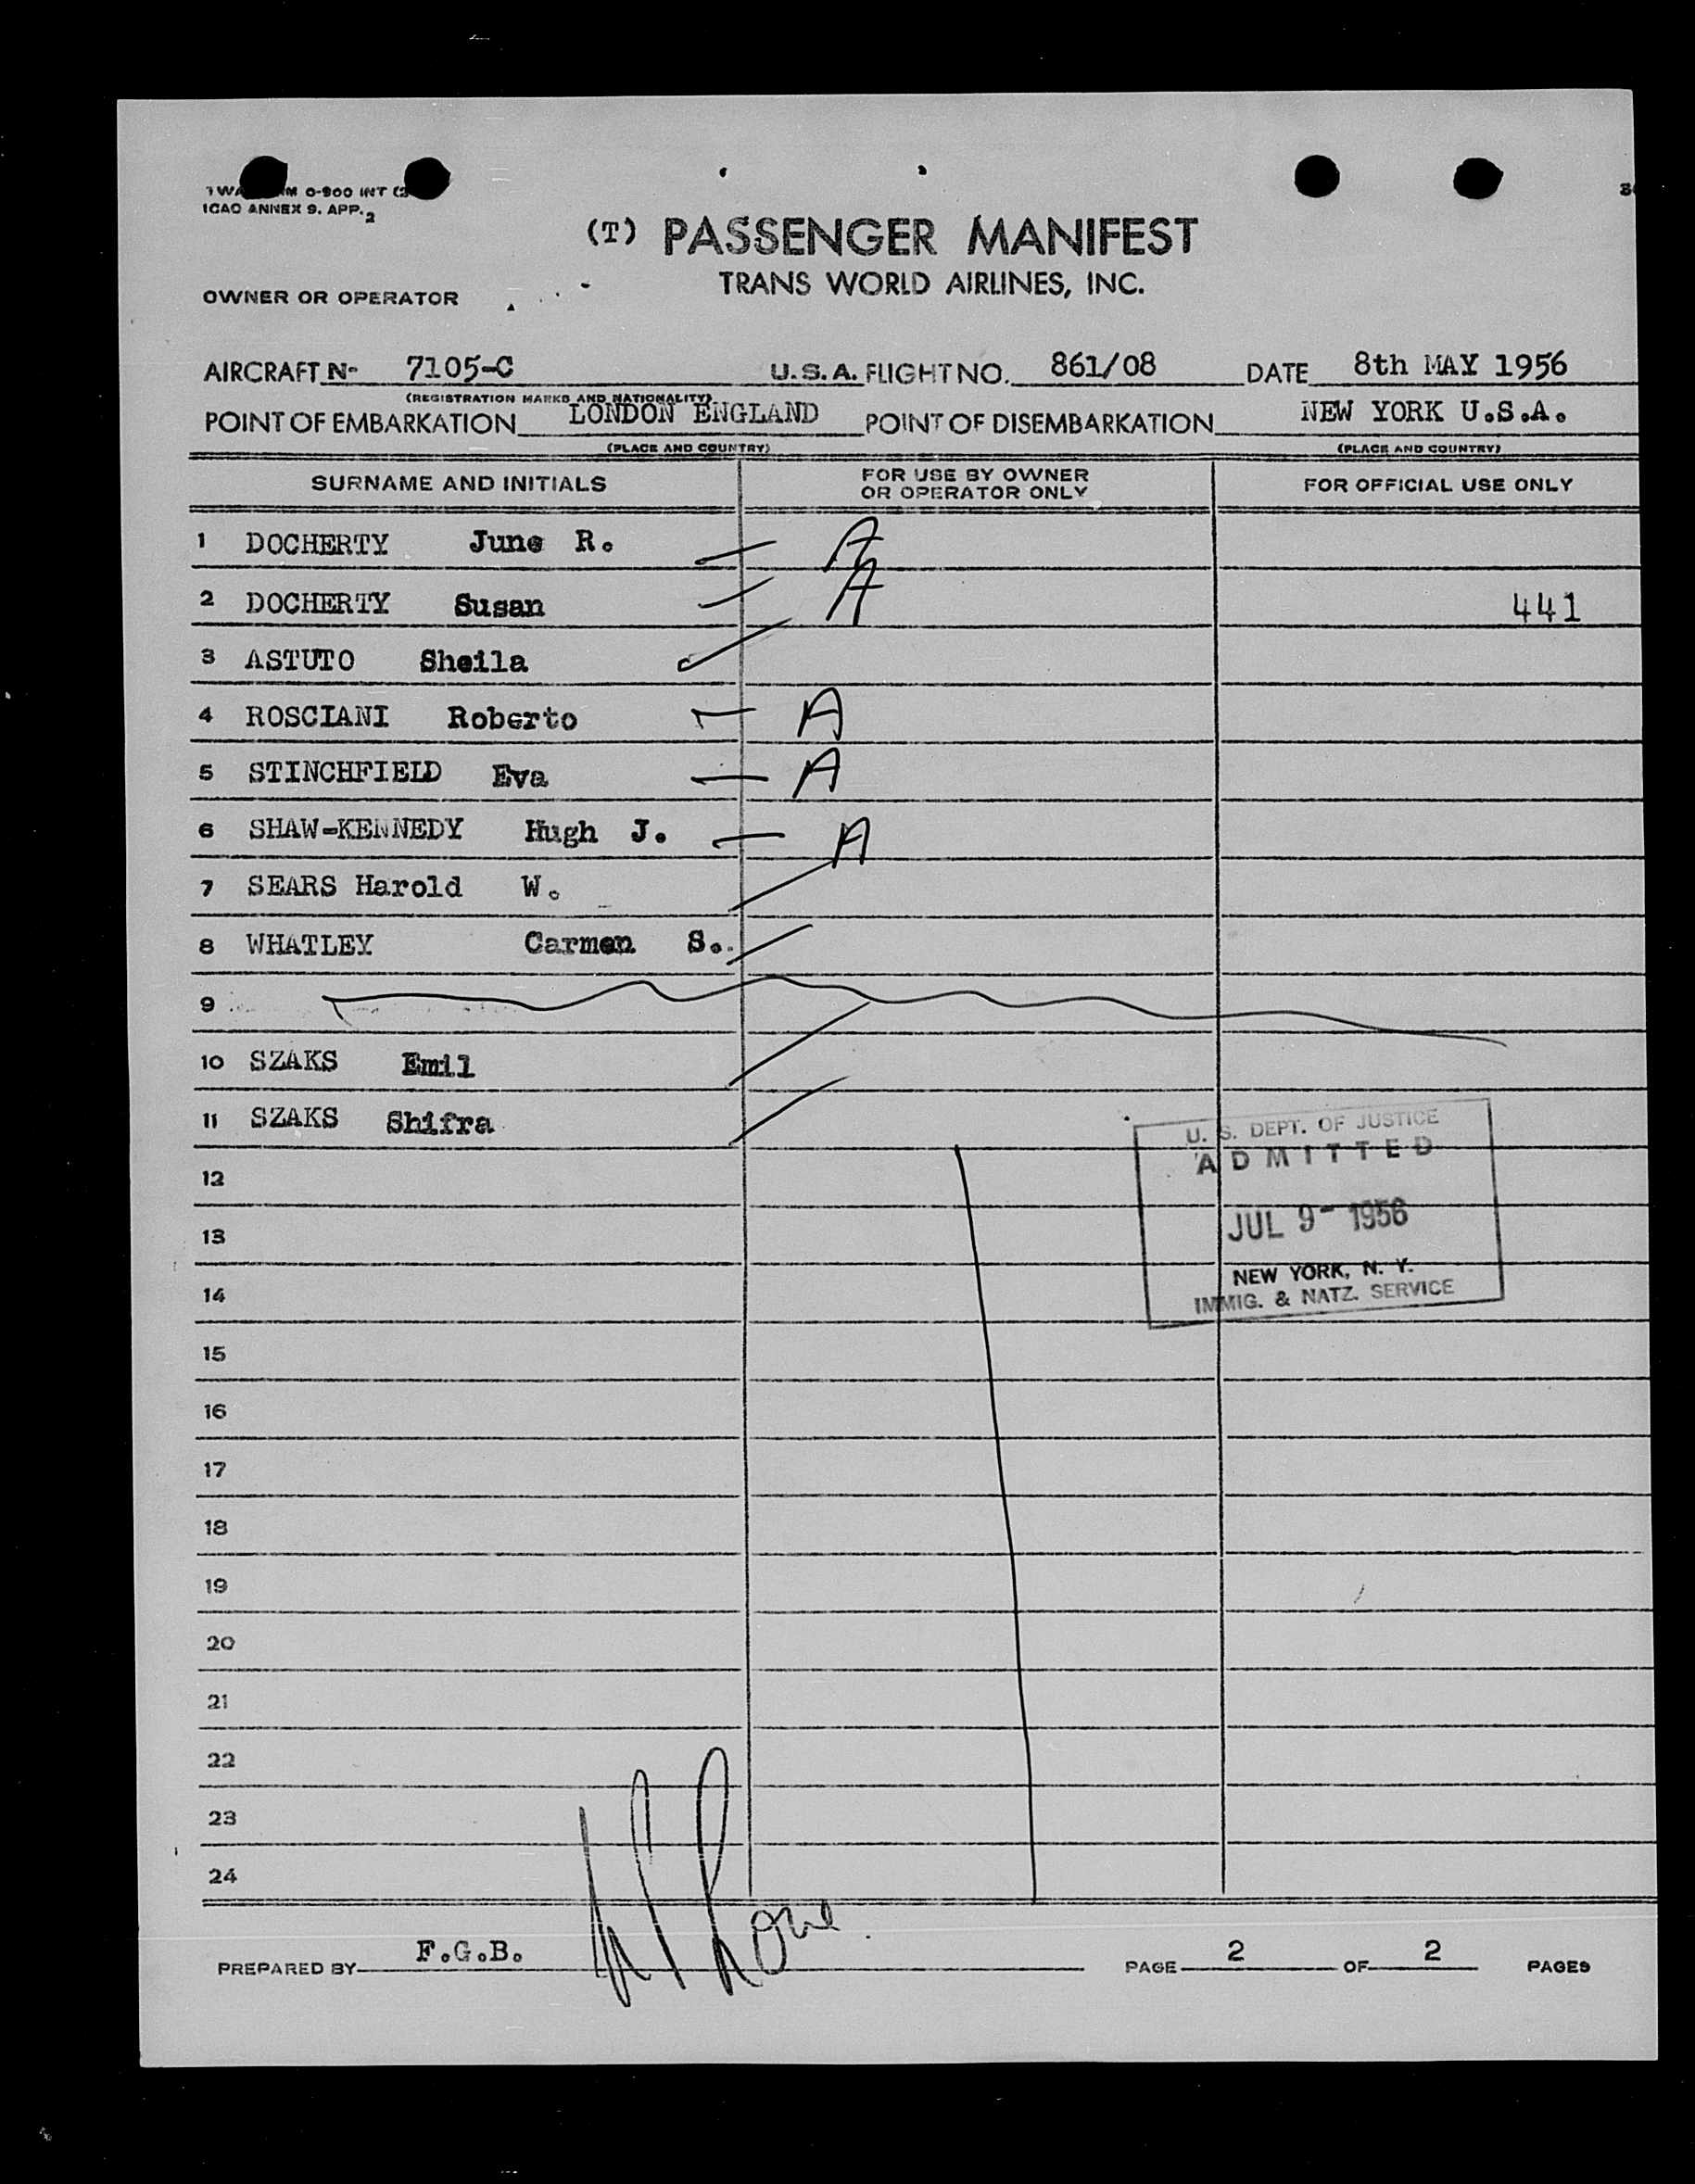 TWA FORM 0-900 INT (2
ICAO ANNEX 9. APP. 2
(T) PASSENGER MANIFEST
TRANS WORLD AIRLINES, INC.
OWNER OR OPERATOR
AIRCRAFT N- 7105-C U.S.A. FLIGHT NO. 861/08 DATE 8th MAY 1956
(REGISTRATION MARKS AND NATIONALITY)
POINT OF EMBARKATION LONDON ENGLAND POINT OF DISEMBARKATION NEW YORK U.S.A.
(PLACE AND COUNTRY) (PLACE AND COUNTRY)
SURNAME AND INITIALS FOR USE BY OWNER OR OPERATOR ONLY FOR OFFICIAL USE ONLY
1 DOCHERTY June R. A
2 DOCHERTY Susan A 441
3 ASTUTO Sheila
4 ROSCIANI Roberto A
5 STINCHFIELD Eva A
6 SHAW-KENNEDY Hugh J. A
7 SEARS Harold W.
8 WHATLEY Carmen S.
9
10 SZAKS Emil
11 SZAKS Shifra
U. S. DEPT. OF JUSTICE
ADMITTED
12
JUL 9- 1956
13
NEW YORK, N. Y.
IMMIG. & NATZ. SERVICE
14
15
16
17
18
19
20
21
22
23
24
PREPARED BY F.G.B. PAGE 2 OF 2 PAGES